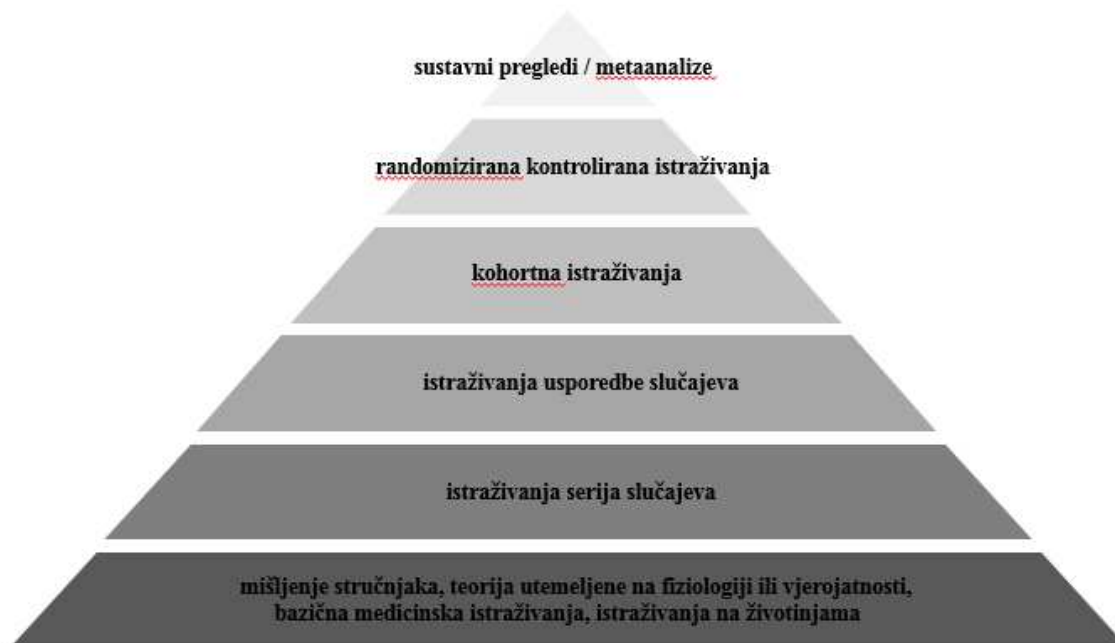 sustavni pregledi / metaanalize
randomizirana kontrolirana istraživanja
kohortna istraživanja
istraživanja usporedbe slučajeva
istraživanja serija slučajeva
mišljenje stručnjaka, teorija utemeljene na fiziologiji ili vjerojatnosti,
bazična medicinska istraživanja, istraživanja na životinjama